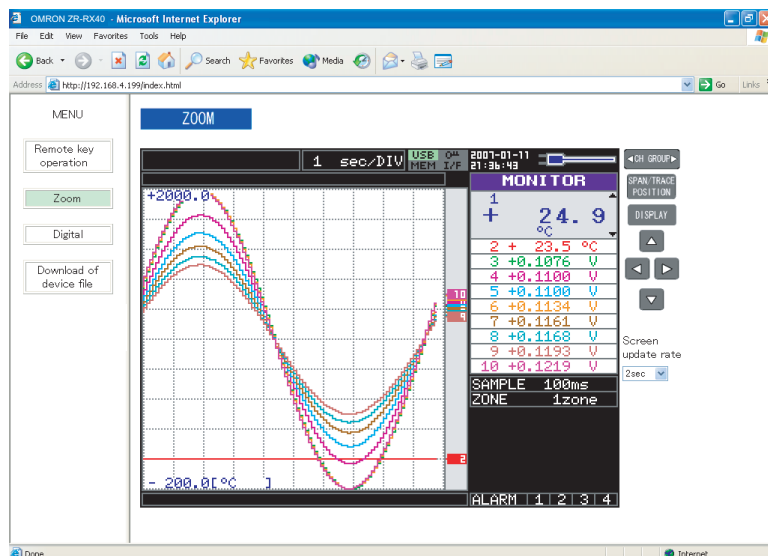 OMRON ZR-RX40 - Microsoft Internet Explorer
File Edit View Favorites Tools Help
Back Search Favorites Media
Address http://192.168.4.199/index.html Go Links
MENU
Remote key operation
Zoom
Digital
Download of device file
ZOOM
1 sec/DIV USB MEM I/F 2007-01-11 21:36:43
+2000.0
- 200.0[°C ]
10
9
2
MONITOR
1
+ 24.9
°C
2 + 23.5 °C
3 +0.1076 V
4 +0.1100 V
5 +0.1100 V
6 +0.1134 V
7 +0.1161 V
8 +0.1168 V
9 +0.1193 V
10 +0.1219 V
SAMPLE 100ms
ZONE 1zone
ALARM 1 2 3 4
◄CH GROUP►
SPAN/TRACE POSITION
DISPLAY
Screen update rate
2sec
Done Internet